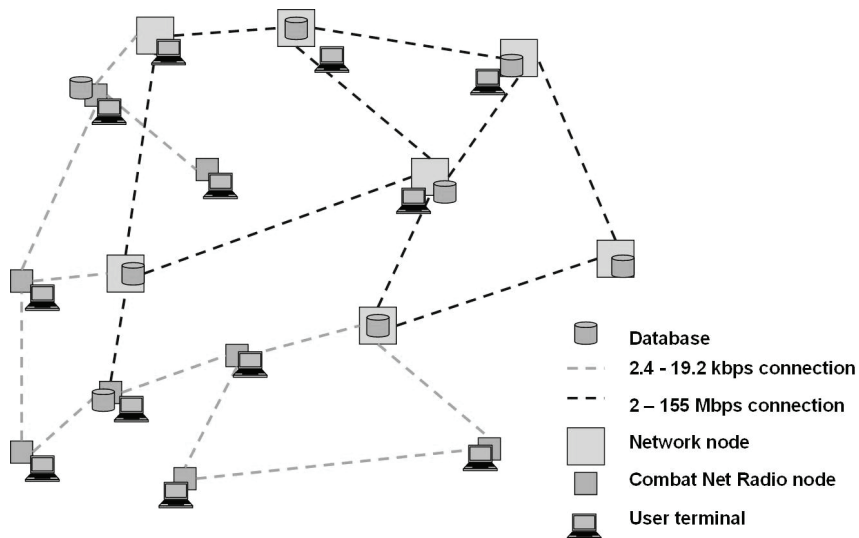 Database
2.4 - 19.2 kbps connection
2 – 155 Mbps connection
Network node
Combat Net Radio node
User terminal